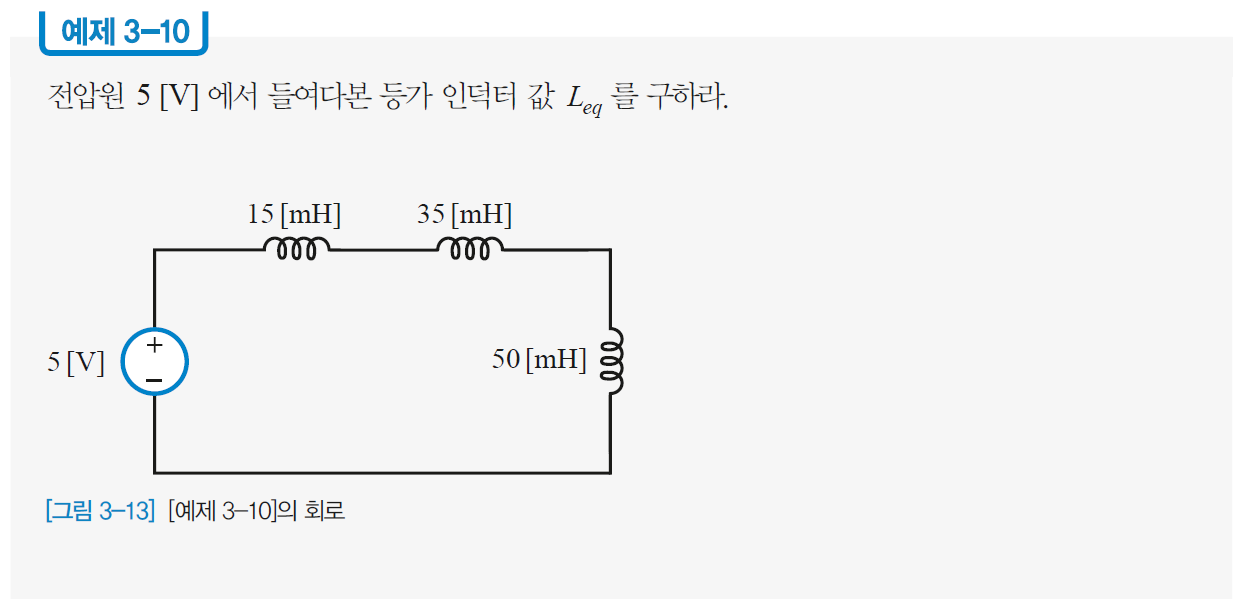 예제 3–10
전압원 5 [V] 에서 들여다본 등가 인덕터 값 L_eq 를 구하라.
15 [mH]
35 [mH]
5 [V]
+
−
50 [mH]
[그림 3–13] [예제 3–10]의 회로